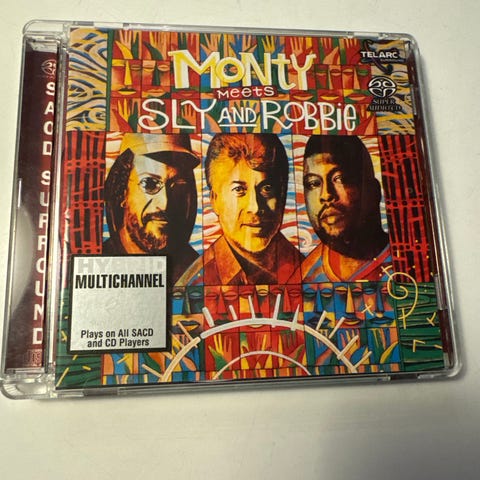 MONTY
MEETS
SLY AND ROBBIE
TELARC
SURROUND
SUPER
AUDIO CD
SACD SURROUND
HYBRID
MULTICHANNEL
Plays on All SACD
and CD Players